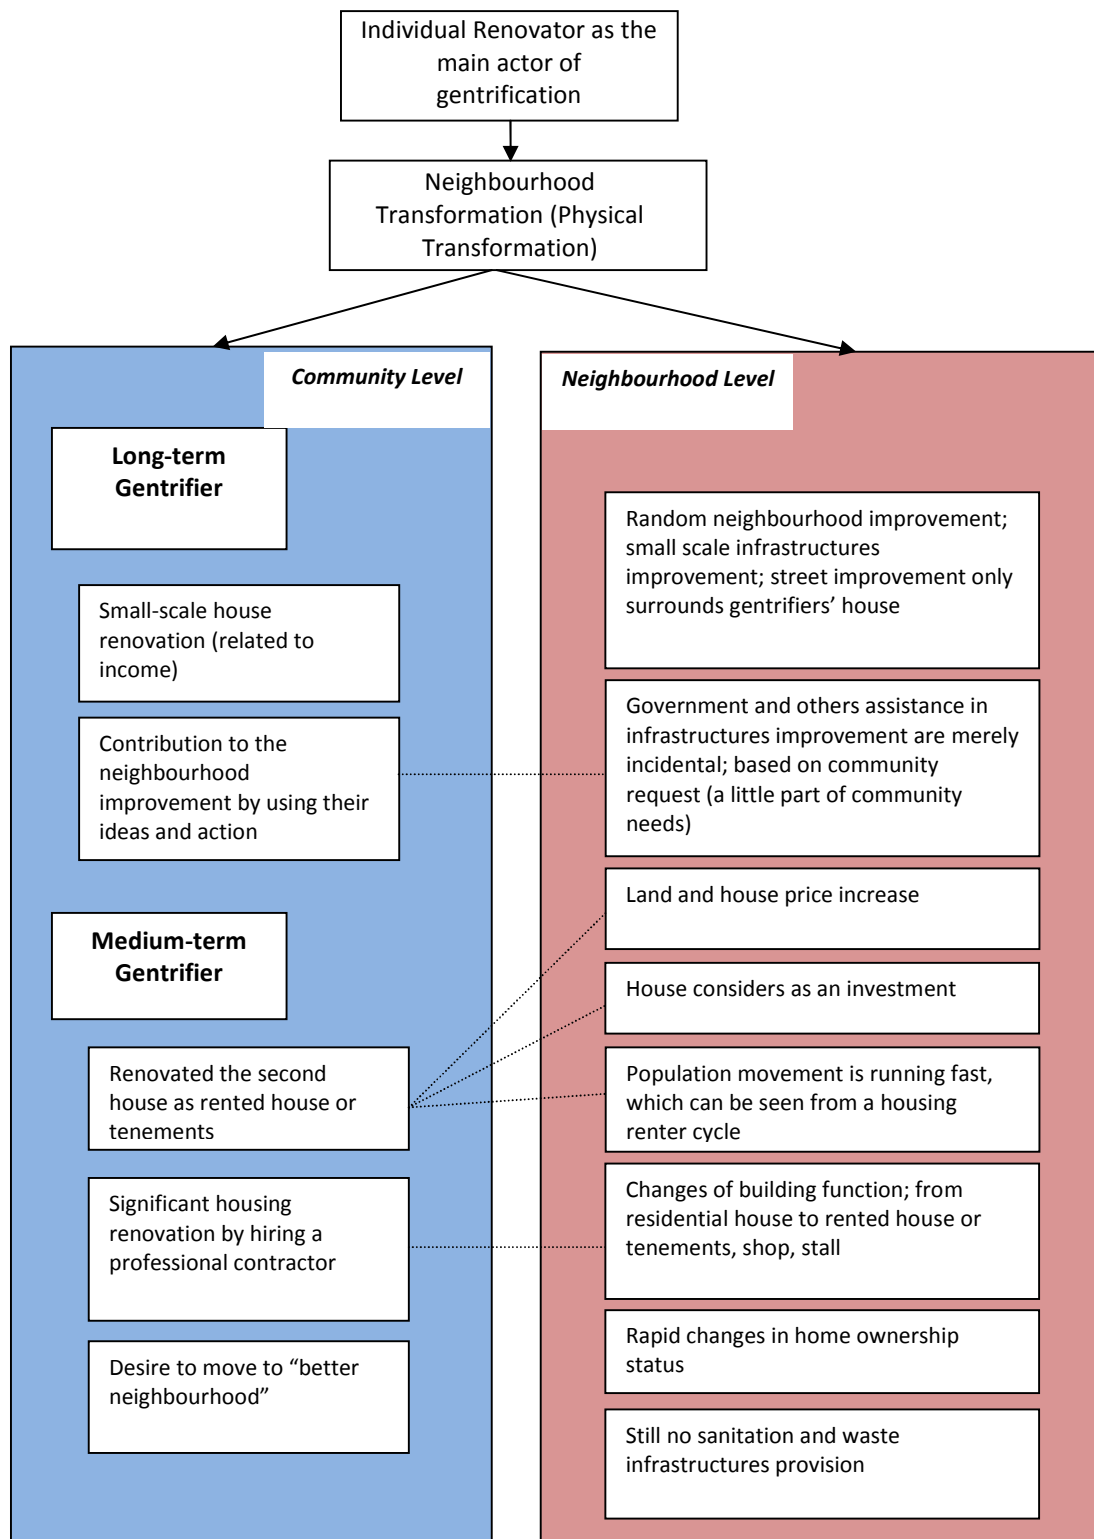 Individual Renovator as the
main actor of
gentrification
Neighbourhood
Transformation (Physical
Transformation)
Community Level
Long-term
Gentrifier
Small-scale house
renovation (related to
income)
Contribution to the
neighbourhood
improvement by using their
ideas and action
Medium-term
Gentrifier
Renovated the second
house as rented house or
tenements
Significant housing
renovation by hiring a
professional contractor
Desire to move to “better
neighbourhood”
Neighbourhood Level
Random neighbourhood improvement;
small scale infrastructures
improvement; street improvement only
surrounds gentrifiers’ house
Government and others assistance in
infrastructures improvement are merely
incidental; based on community
request (a little part of community
needs)
Land and house price increase
House considers as an investment
Population movement is running fast,
which can be seen from a housing
renter cycle
Changes of building function; from
residential house to rented house or
tenements, shop, stall
Rapid changes in home ownership
status
Still no sanitation and waste
infrastructures provision